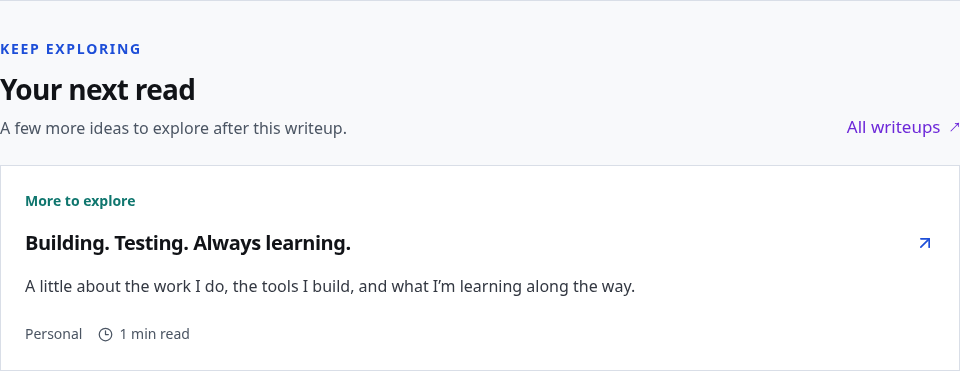 KEEP EXPLORING
Your next read
A few more ideas to explore after this writeup.
All writeups ↗
More to explore
Building. Testing. Always learning.
A little about the work I do, the tools I build, and what I’m learning along the way.
Personal 1 min read